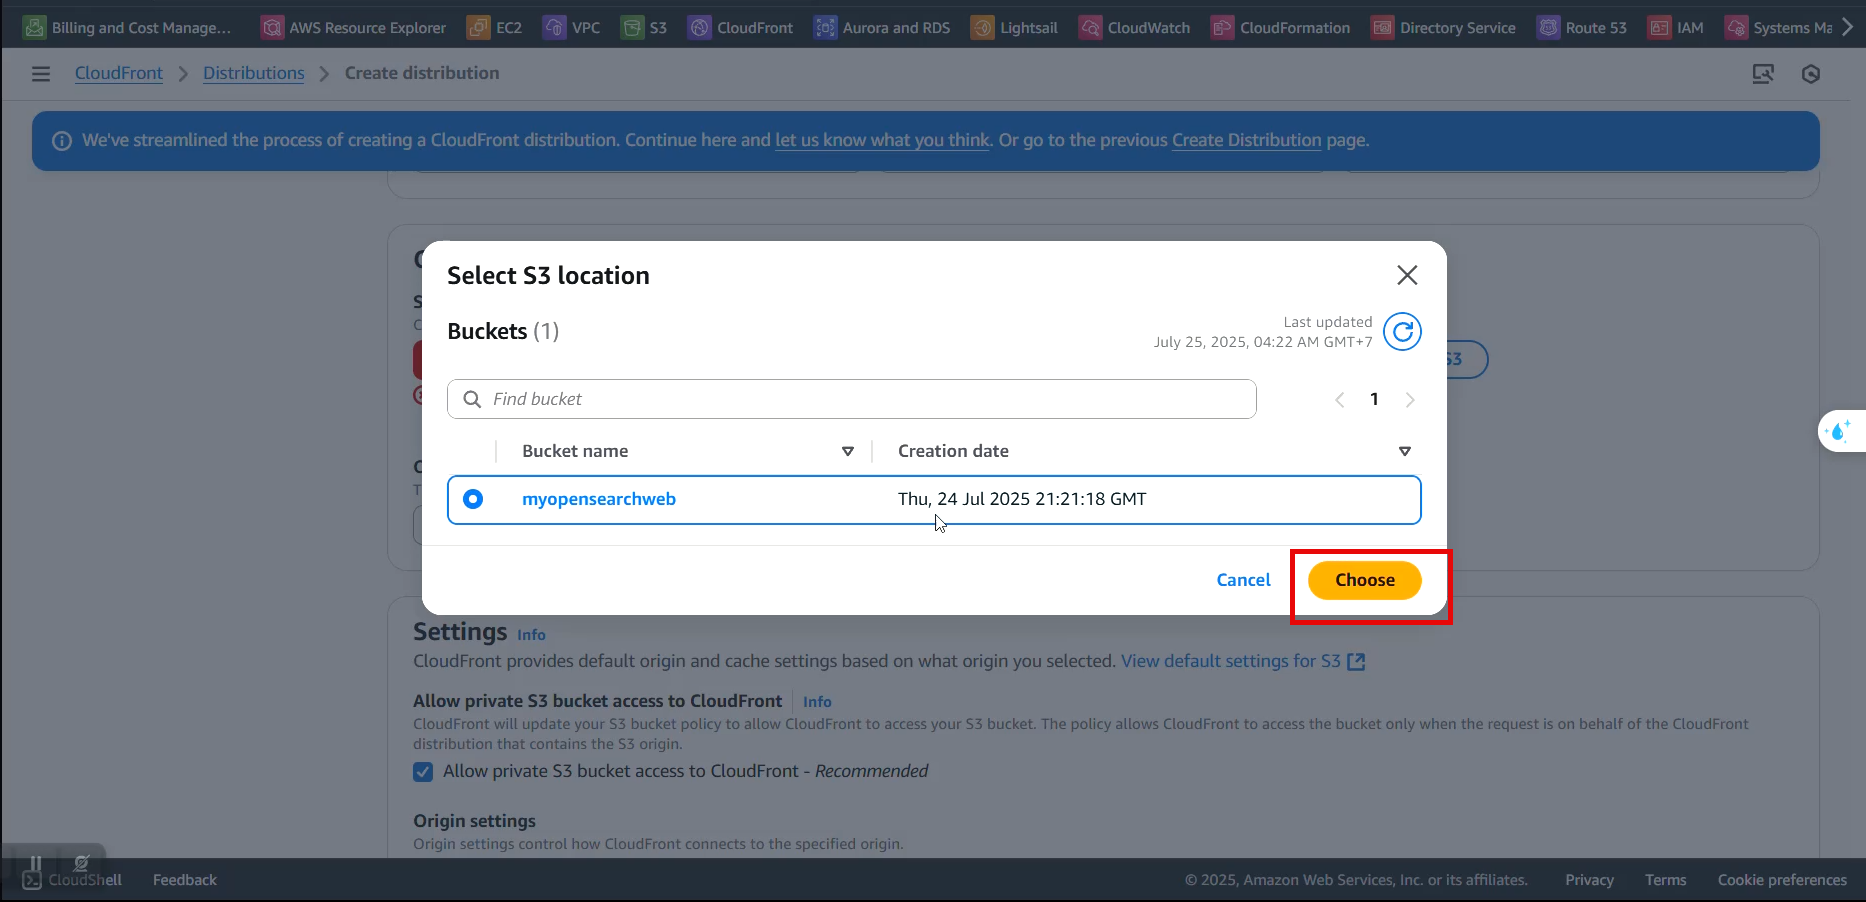 Billing and Cost Manage... AWS Resource Explorer EC2 VPC S3 CloudFront Aurora and RDS Lightsail CloudWatch CloudFormation Directory Service Route 53 IAM Systems Ma
CloudFront Distributions Create distribution
We've streamlined the process of creating a CloudFront distribution. Continue here and let us know what you think. Or go to the previous Create Distribution page.
Select S3 location
Buckets (1)
Last updated
July 25, 2025, 04:22 AM GMT+7
Find bucket
1
Bucket name Creation date
myopensearchweb Thu, 24 Jul 2025 21:21:18 GMT
Cancel Choose
S3
Settings Info
CloudFront provides default origin and cache settings based on what origin you selected. View default settings for S3
Allow private S3 bucket access to CloudFront Info
CloudFront will update your S3 bucket policy to allow CloudFront to access your S3 bucket. The policy allows CloudFront to access the bucket only when the request is on behalf of the CloudFront
distribution that contains the S3 origin.
Allow private S3 bucket access to CloudFront - Recommended
Origin settings
Origin settings control how CloudFront connects to the specified origin.
CloudShell Feedback © 2025, Amazon Web Services, Inc. or its affiliates. Privacy Terms Cookie preferences